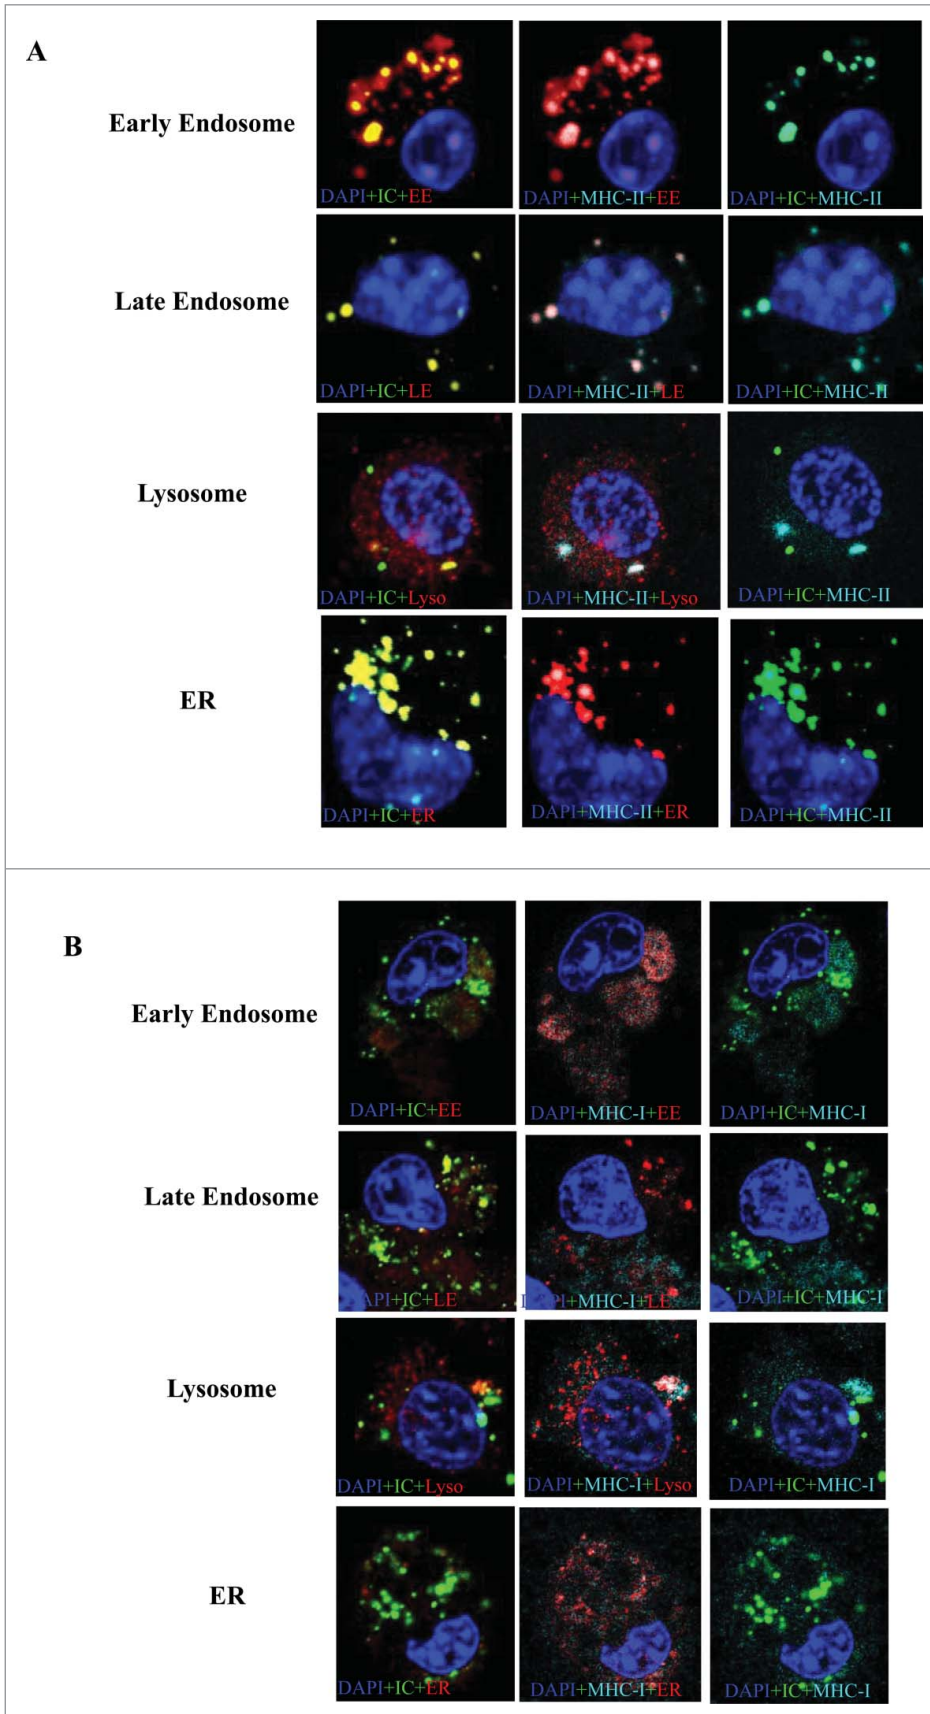 A
Early Endosome
DAPI+IC+EE
DAPI+MHC-II+EE
DAPI+IC+MHC-II
Late Endosome
DAPI+IC+LE
DAPI+MHC-II+LE
DAPI+IC+MHC-II
Lysosome
DAPI+IC+Lyso
DAPI+MHC-II+Lyso
DAPI+IC+MHC-II
ER
DAPI+IC+ER
DAPI+MHC-II+ER
DAPI+IC+MHC-II
B
Early Endosome
DAPI+IC+EE
DAPI+MHC-I+EE
DAPI+IC+MHC-I
Late Endosome
DAPI+IC+LE
DAPI+MHC-I+LE
DAPI+IC+MHC-I
Lysosome
DAPI+IC+Lyso
DAPI+MHC-I+Lyso
DAPI+IC+MHC-I
ER
DAPI+IC+ER
DAPI+MHC-I+ER
DAPI+IC+MHC-I